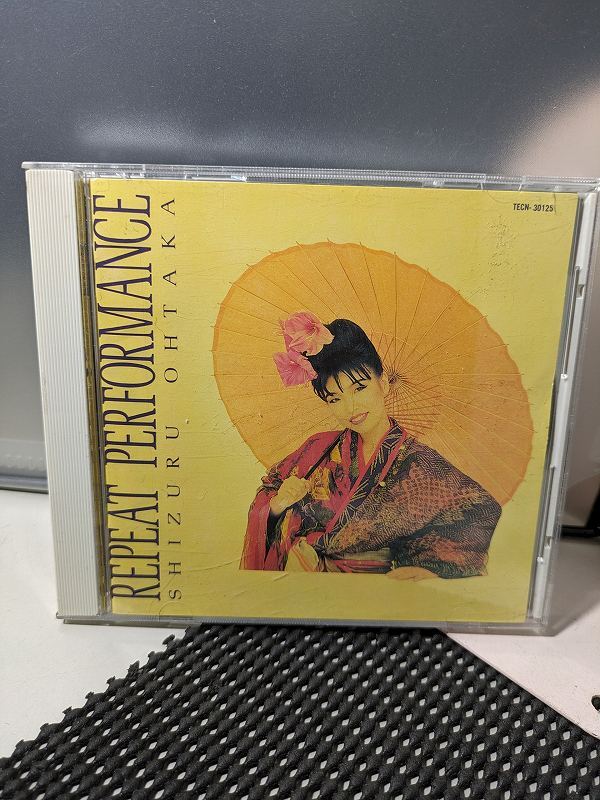 REPEAT PERFORMANCE
SHIZURU OHTAKA
TECN-30125